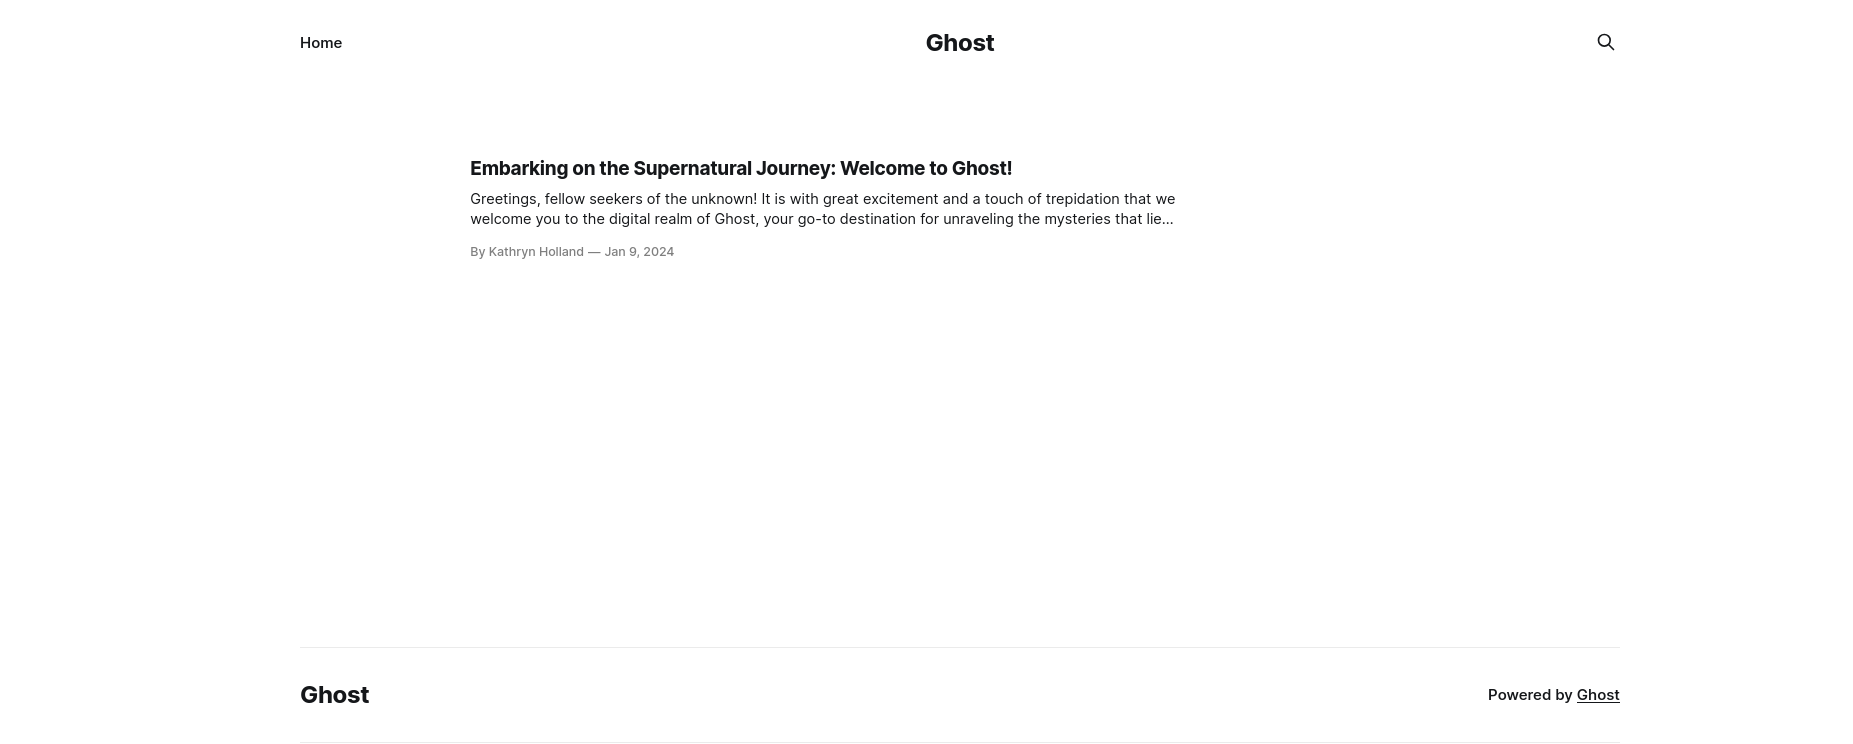 Home
Ghost
Embarking on the Supernatural Journey: Welcome to Ghost!
Greetings, fellow seekers of the unknown! It is with great excitement and a touch of trepidation that we
welcome you to the digital realm of Ghost, your go-to destination for unraveling the mysteries that lie…
By Kathryn Holland — Jan 9, 2024
Ghost
Powered by Ghost